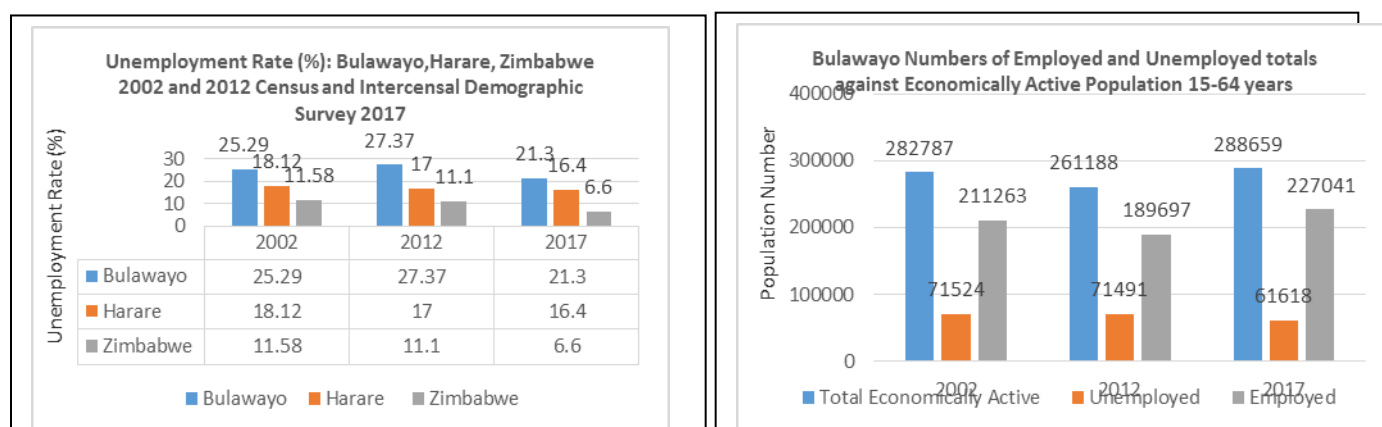 Unemployment Rate (%): Bulawayo,Harare, Zimbabwe
2002 and 2012 Census and Intercensal Demographic
Survey 2017
Unemployment Rate (%)
30
20
10
0
25.29
18.12
11.58
27.37
17
11.1
21.3
16.4
6.6
2002 2012 2017
Bulawayo 25.29 27.37 21.3
Harare 18.12 17 16.4
Zimbabwe 11.58 11.1 6.6
Bulawayo Harare Zimbabwe
Bulawayo Numbers of Employed and Unemployed totals
against Economically Active Population 15-64 years
Population Number
400000
300000
200000
100000
0
282787
71524
211263
261188
71491
189697
288659
61618
227041
2002 2012 2017
Total Economically Active Unemployed Employed